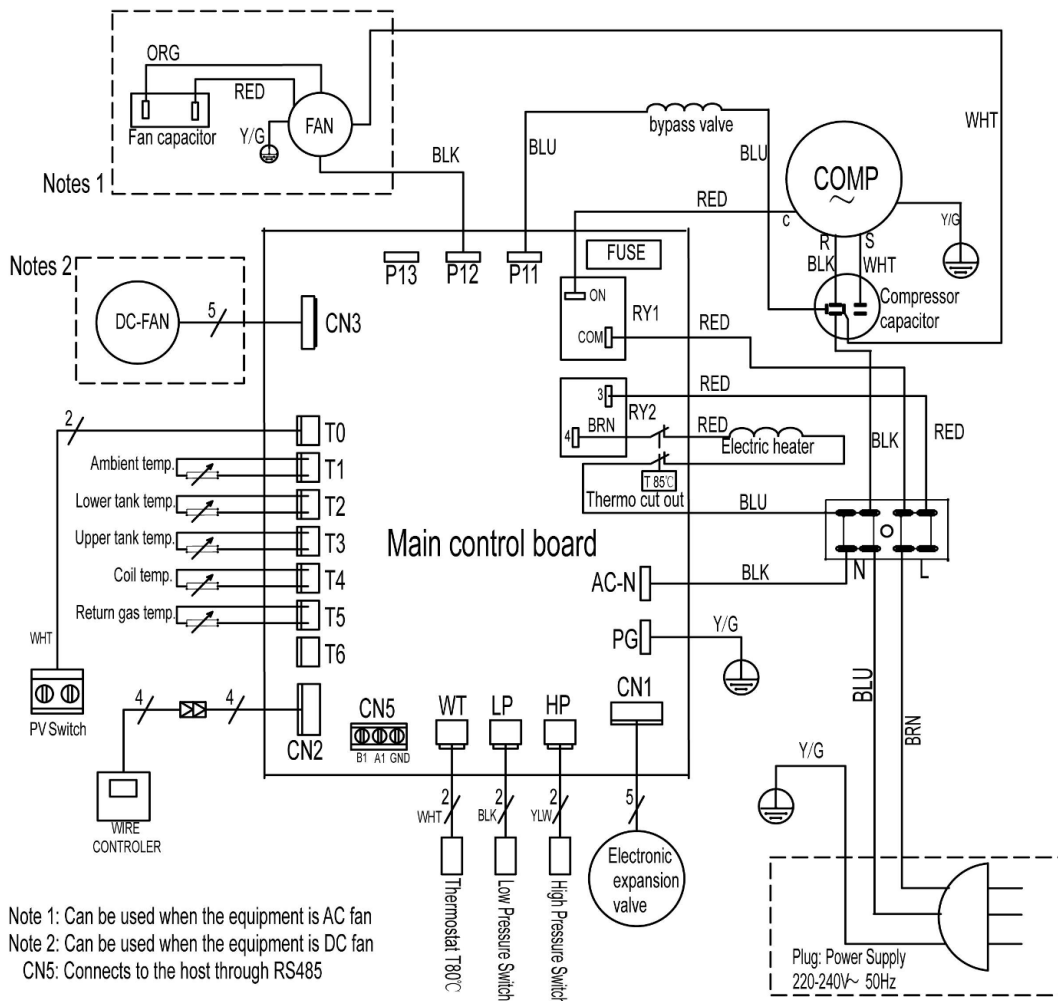 ORG
RED
Fan capacitor
Y/G
FAN
BLK
Notes 1
BLU
bypass valve
BLU
WHT
COMP
~
RED
C
R
S
Y/G
BLK
WHT
Compressor
capacitor
P13
P12
P11
FUSE
Notes 2
DC-FAN
5
CN3
ON
RY1
COM
RED
3
RY2
RED
4
BRN
RED
Electric heater
T 85℃
Thermo cut out
BLU
BLK
RED
2
T0
Ambient temp.
T1
Lower tank temp.
T2
Upper tank temp.
T3
Coil temp.
T4
Return gas temp.
T5
T6
Main control board
AC-N
BLK
N
L
PG
Y/G
WHT
PV Switch
4
4
CN2
CN5
B1 A1 GND
WT
LP
HP
CN1
BLU
BRN
Y/G
WIRE
CONTROLER
2
WHT
2
BLK
2
YLW
5
Thermostat T80℃
Low Pressure Switch
High Pressure Switch
Electronic
expansion
valve
Note 1: Can be used when the equipment is AC fan
Note 2: Can be used when the equipment is DC fan
CN5: Connects to the host through RS485
Plug: Power Supply
220-240V~ 50Hz